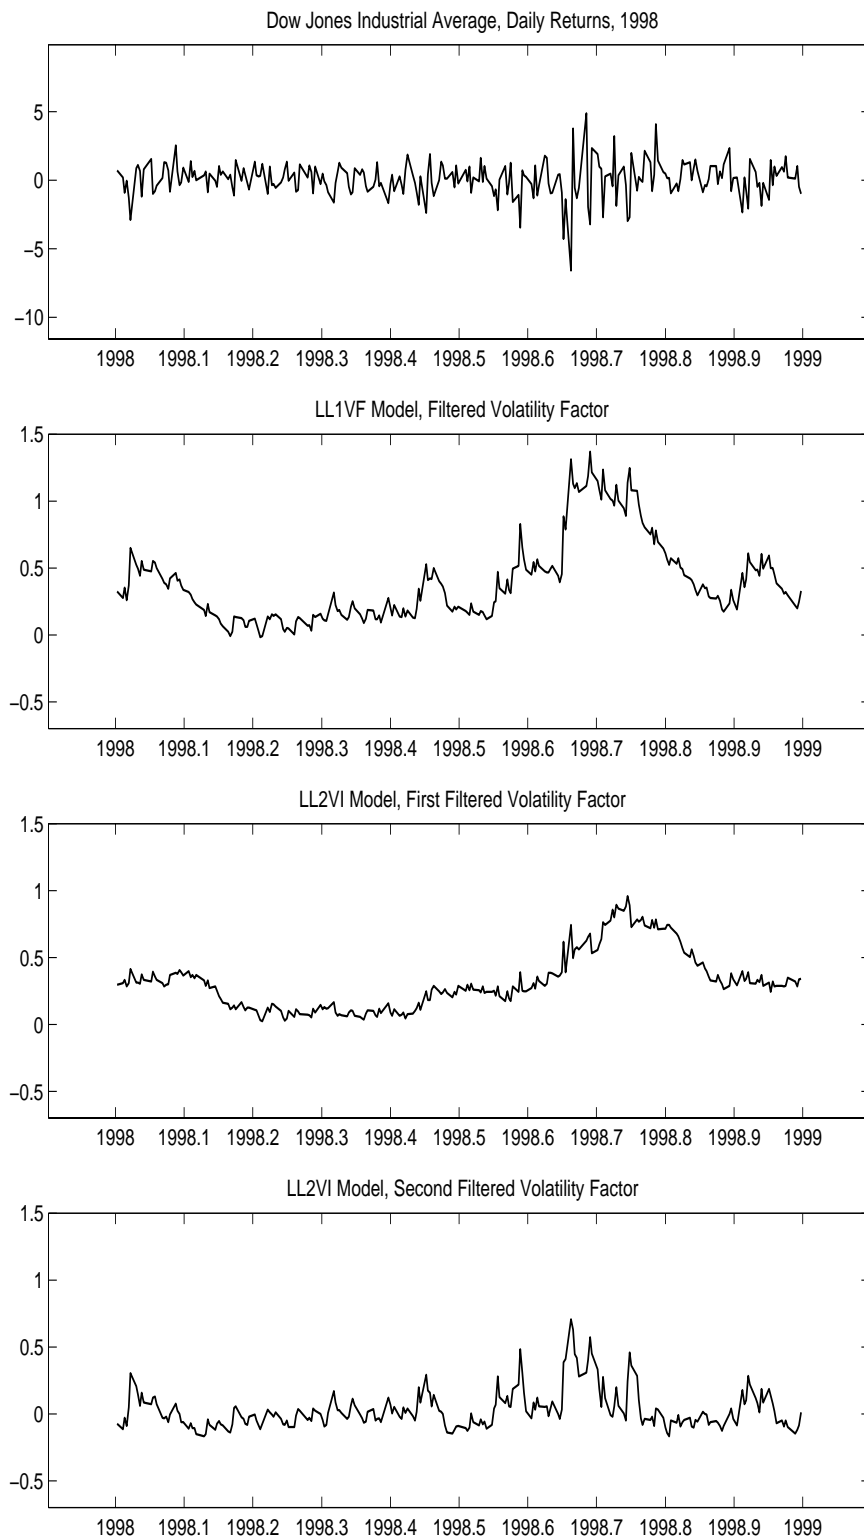 Dow Jones Industrial Average, Daily Returns, 1998
5
0
−5
−10
1998 1998.1 1998.2 1998.3 1998.4 1998.5 1998.6 1998.7 1998.8 1998.9 1999
LL1VF Model, Filtered Volatility Factor
1.5
1
0.5
0
−0.5
1998 1998.1 1998.2 1998.3 1998.4 1998.5 1998.6 1998.7 1998.8 1998.9 1999
LL2VI Model, First Filtered Volatility Factor
1.5
1
0.5
0
−0.5
1998 1998.1 1998.2 1998.3 1998.4 1998.5 1998.6 1998.7 1998.8 1998.9 1999
LL2VI Model, Second Filtered Volatility Factor
1.5
1
0.5
0
−0.5
1998 1998.1 1998.2 1998.3 1998.4 1998.5 1998.6 1998.7 1998.8 1998.9 1999